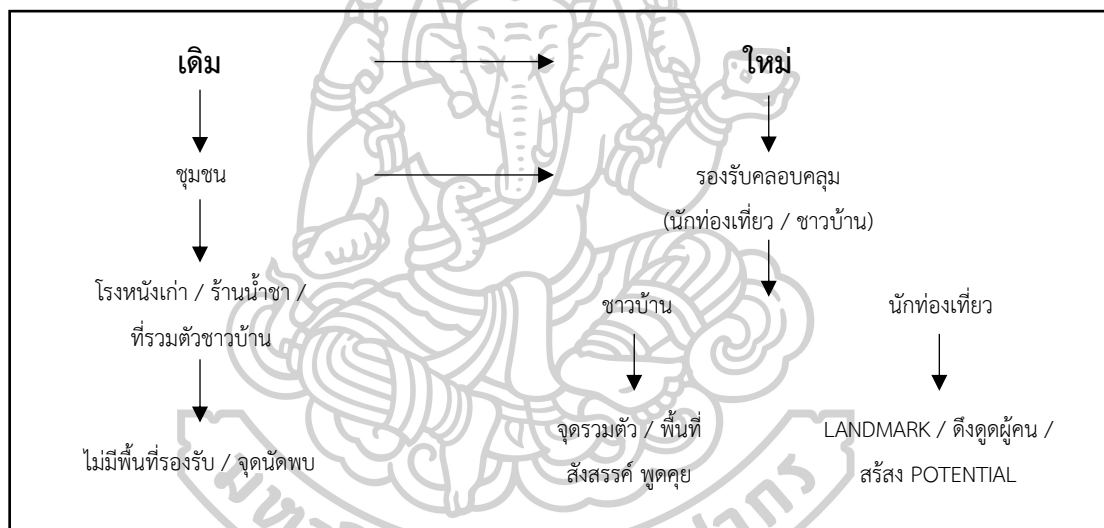 เดิม
ใหม่
ชุมชน
รองรับคลอบคลุม
(นักท่องเที่ยว / ชาวบ้าน)
โรงหนังเก่า / ร้านน้ำชา /
ที่รวมตัวชาวบ้าน
ชาวบ้าน
นักท่องเที่ยว
ไม่มีพื้นที่รองรับ / จุดนัดพบ
จุดรวมตัว / พื้นที่
สังสรรค์ พูดคุย
LANDMARK / ดึงดูดผู้คน /
สร้สง POTENTIAL